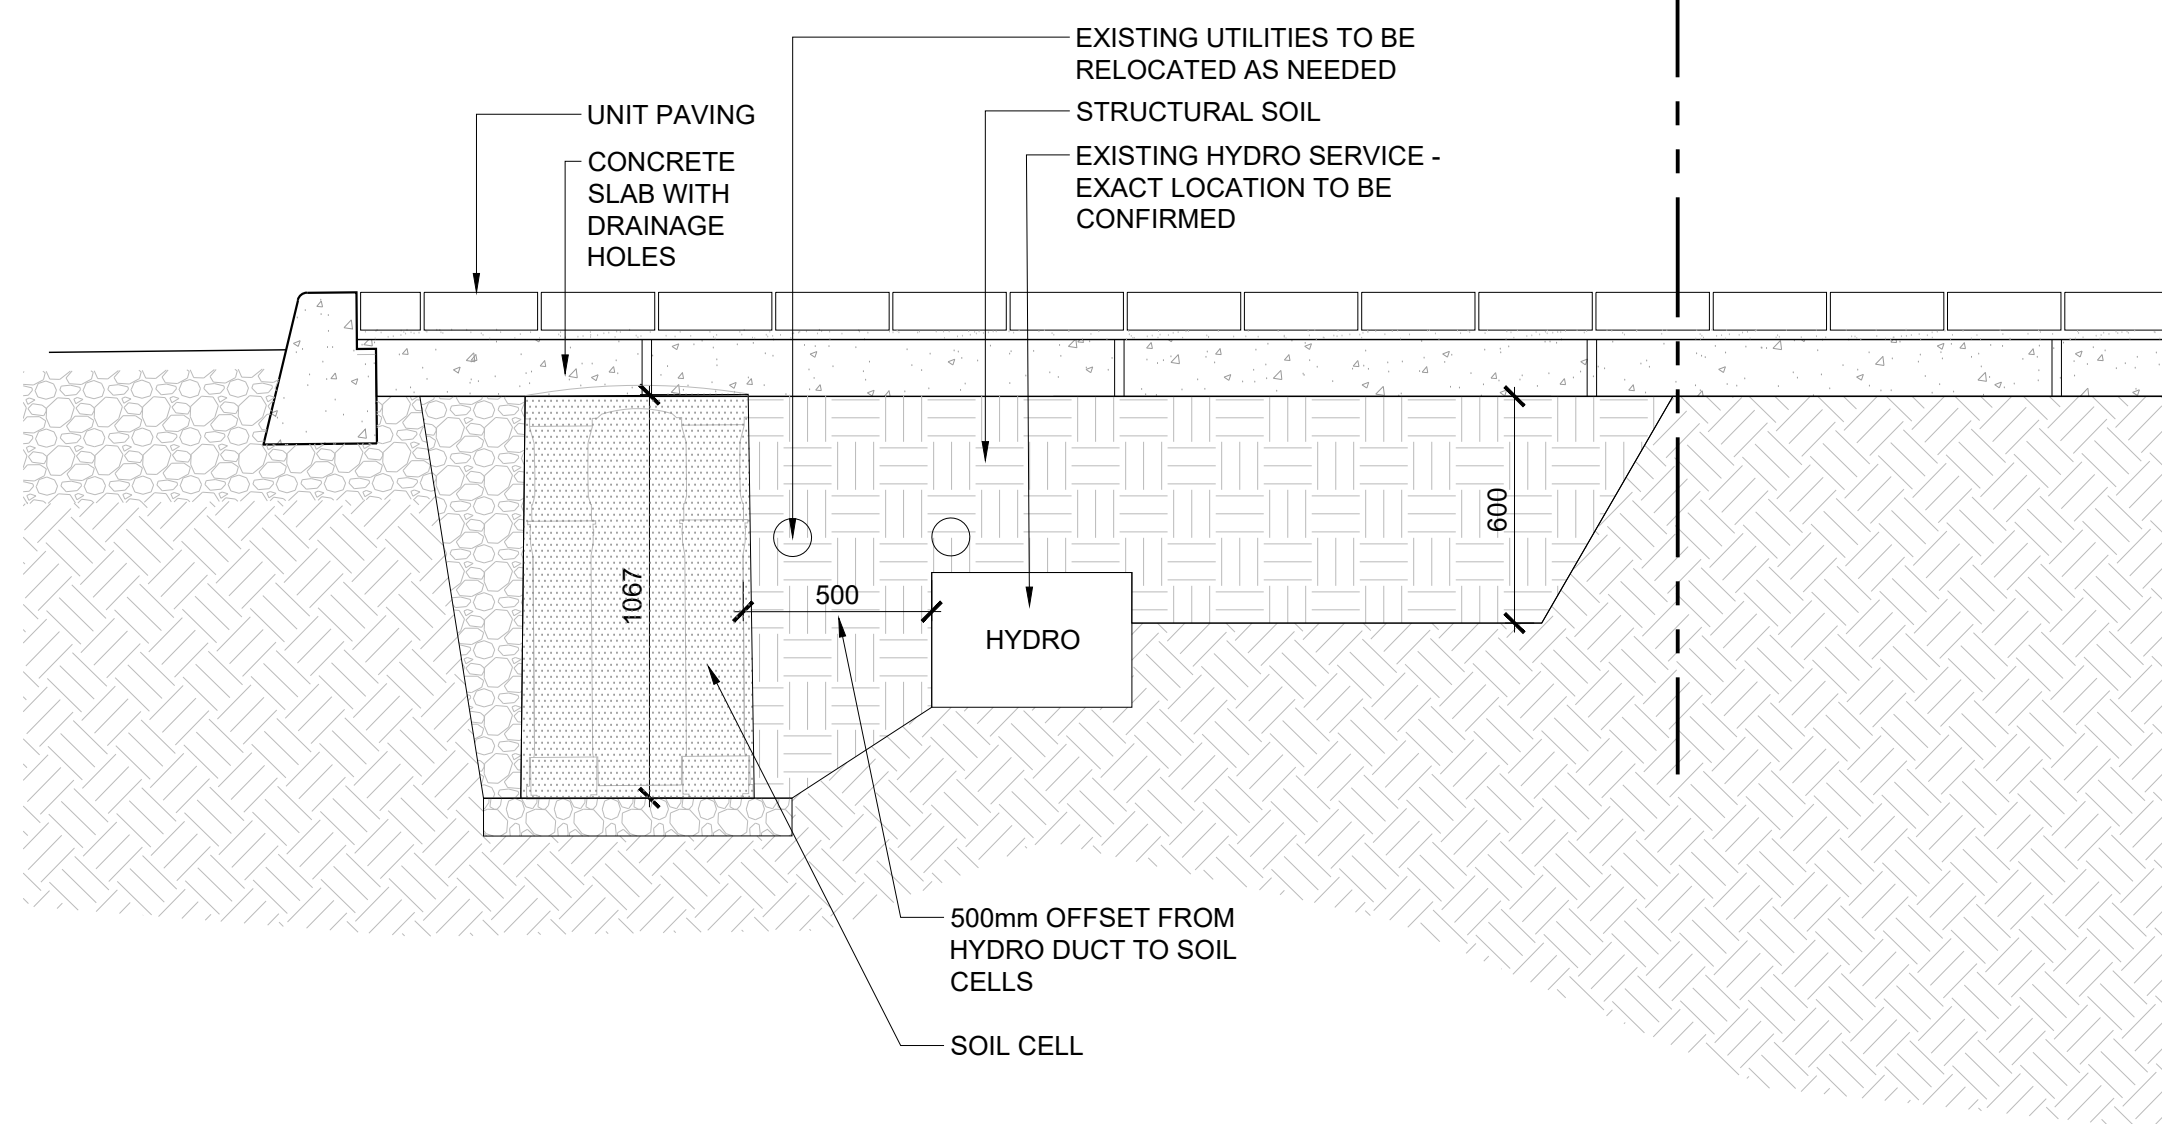 EXISTING UTILITIES TO BE
RELOCATED AS NEEDED
UNIT PAVING
STRUCTURAL SOIL
CONCRETE
SLAB WITH
DRAINAGE
HOLES
EXISTING HYDRO SERVICE -
EXACT LOCATION TO BE
CONFIRMED
600
1067
500
HYDRO
500mm OFFSET FROM
HYDRO DUCT TO SOIL
CELLS
SOIL CELL